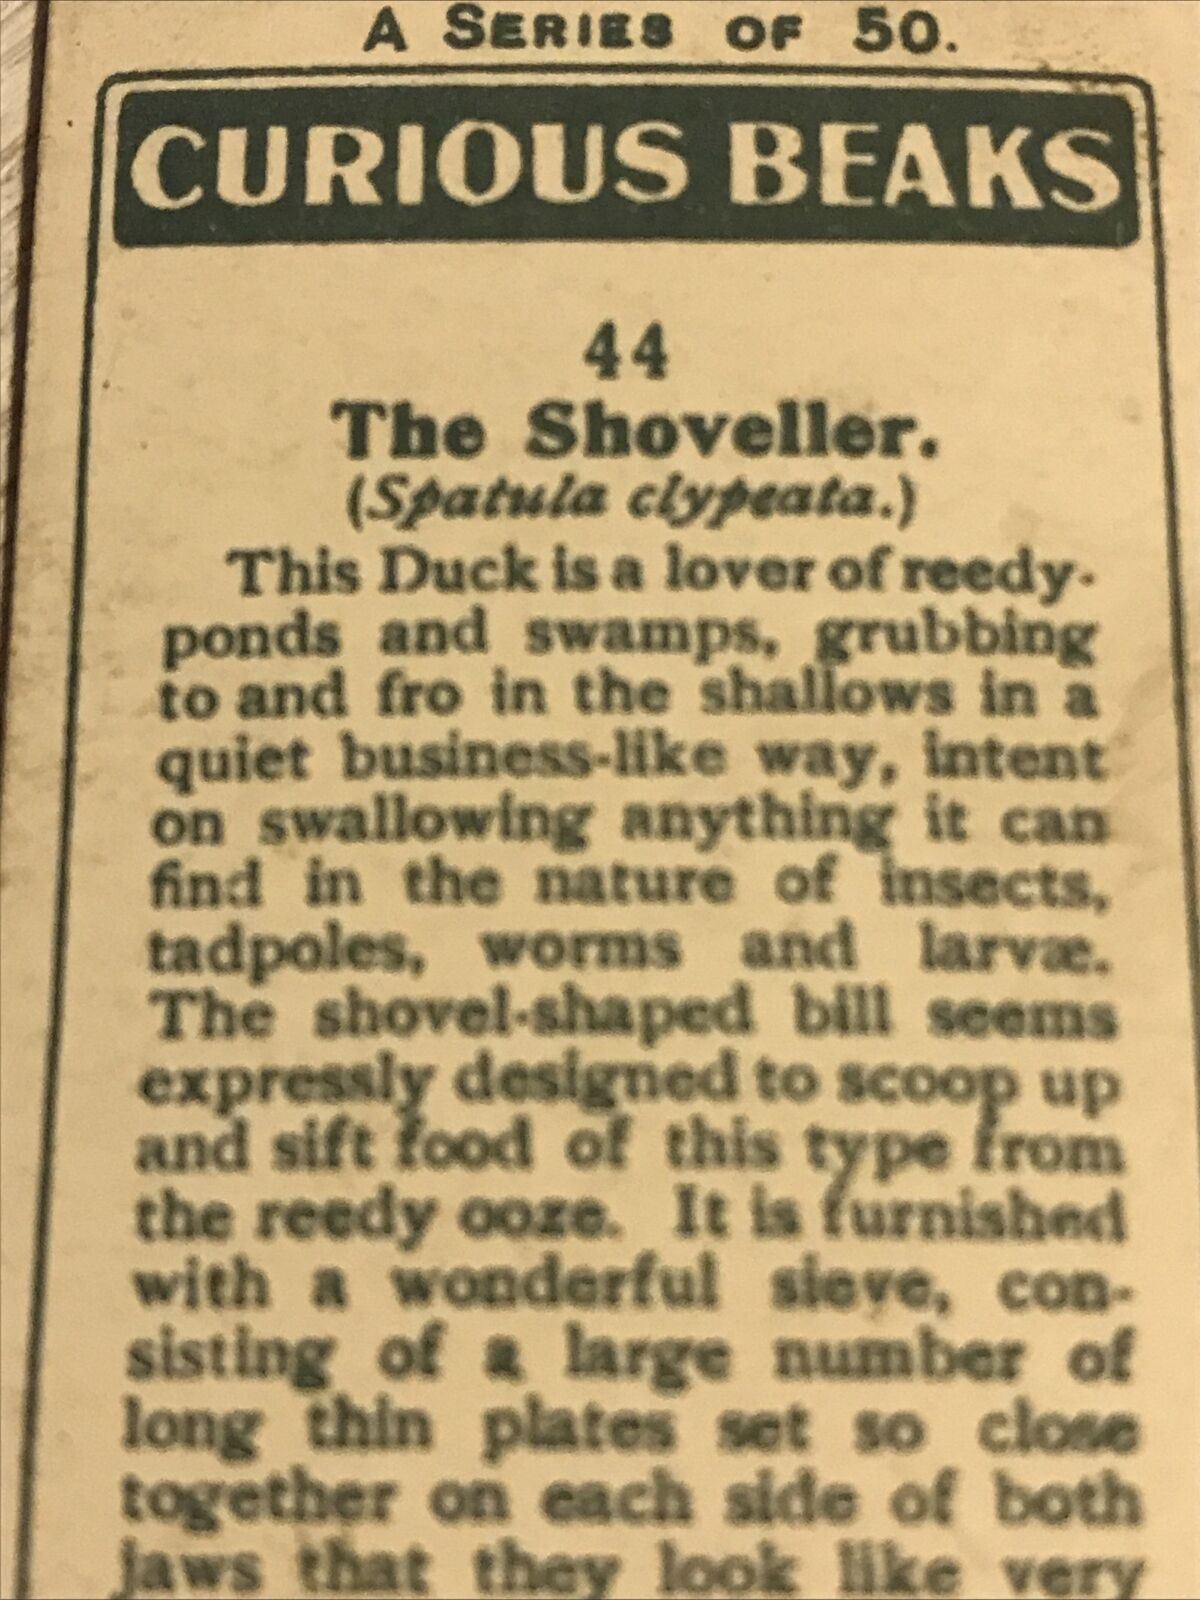 A SERIES OF 50.
CURIOUS BEAKS
44
The Shoveller.
(Spatula clypeata.)
This Duck is a lover of reedy-
ponds and swamps, grubbing
to and fro in the shallows in a
quiet business-like way, intent
on swallowing anything it can
find in the nature of insects,
tadpoles, worms and larvæ.
The shovel-shaped bill seems
expressly designed to scoop up
and sift food of this type from
the reedy ooze. It is furnished
with a wonderful sieve, con-
sisting of a large number of
long thin plates set so close
together on each side of both
jaws that they look like very